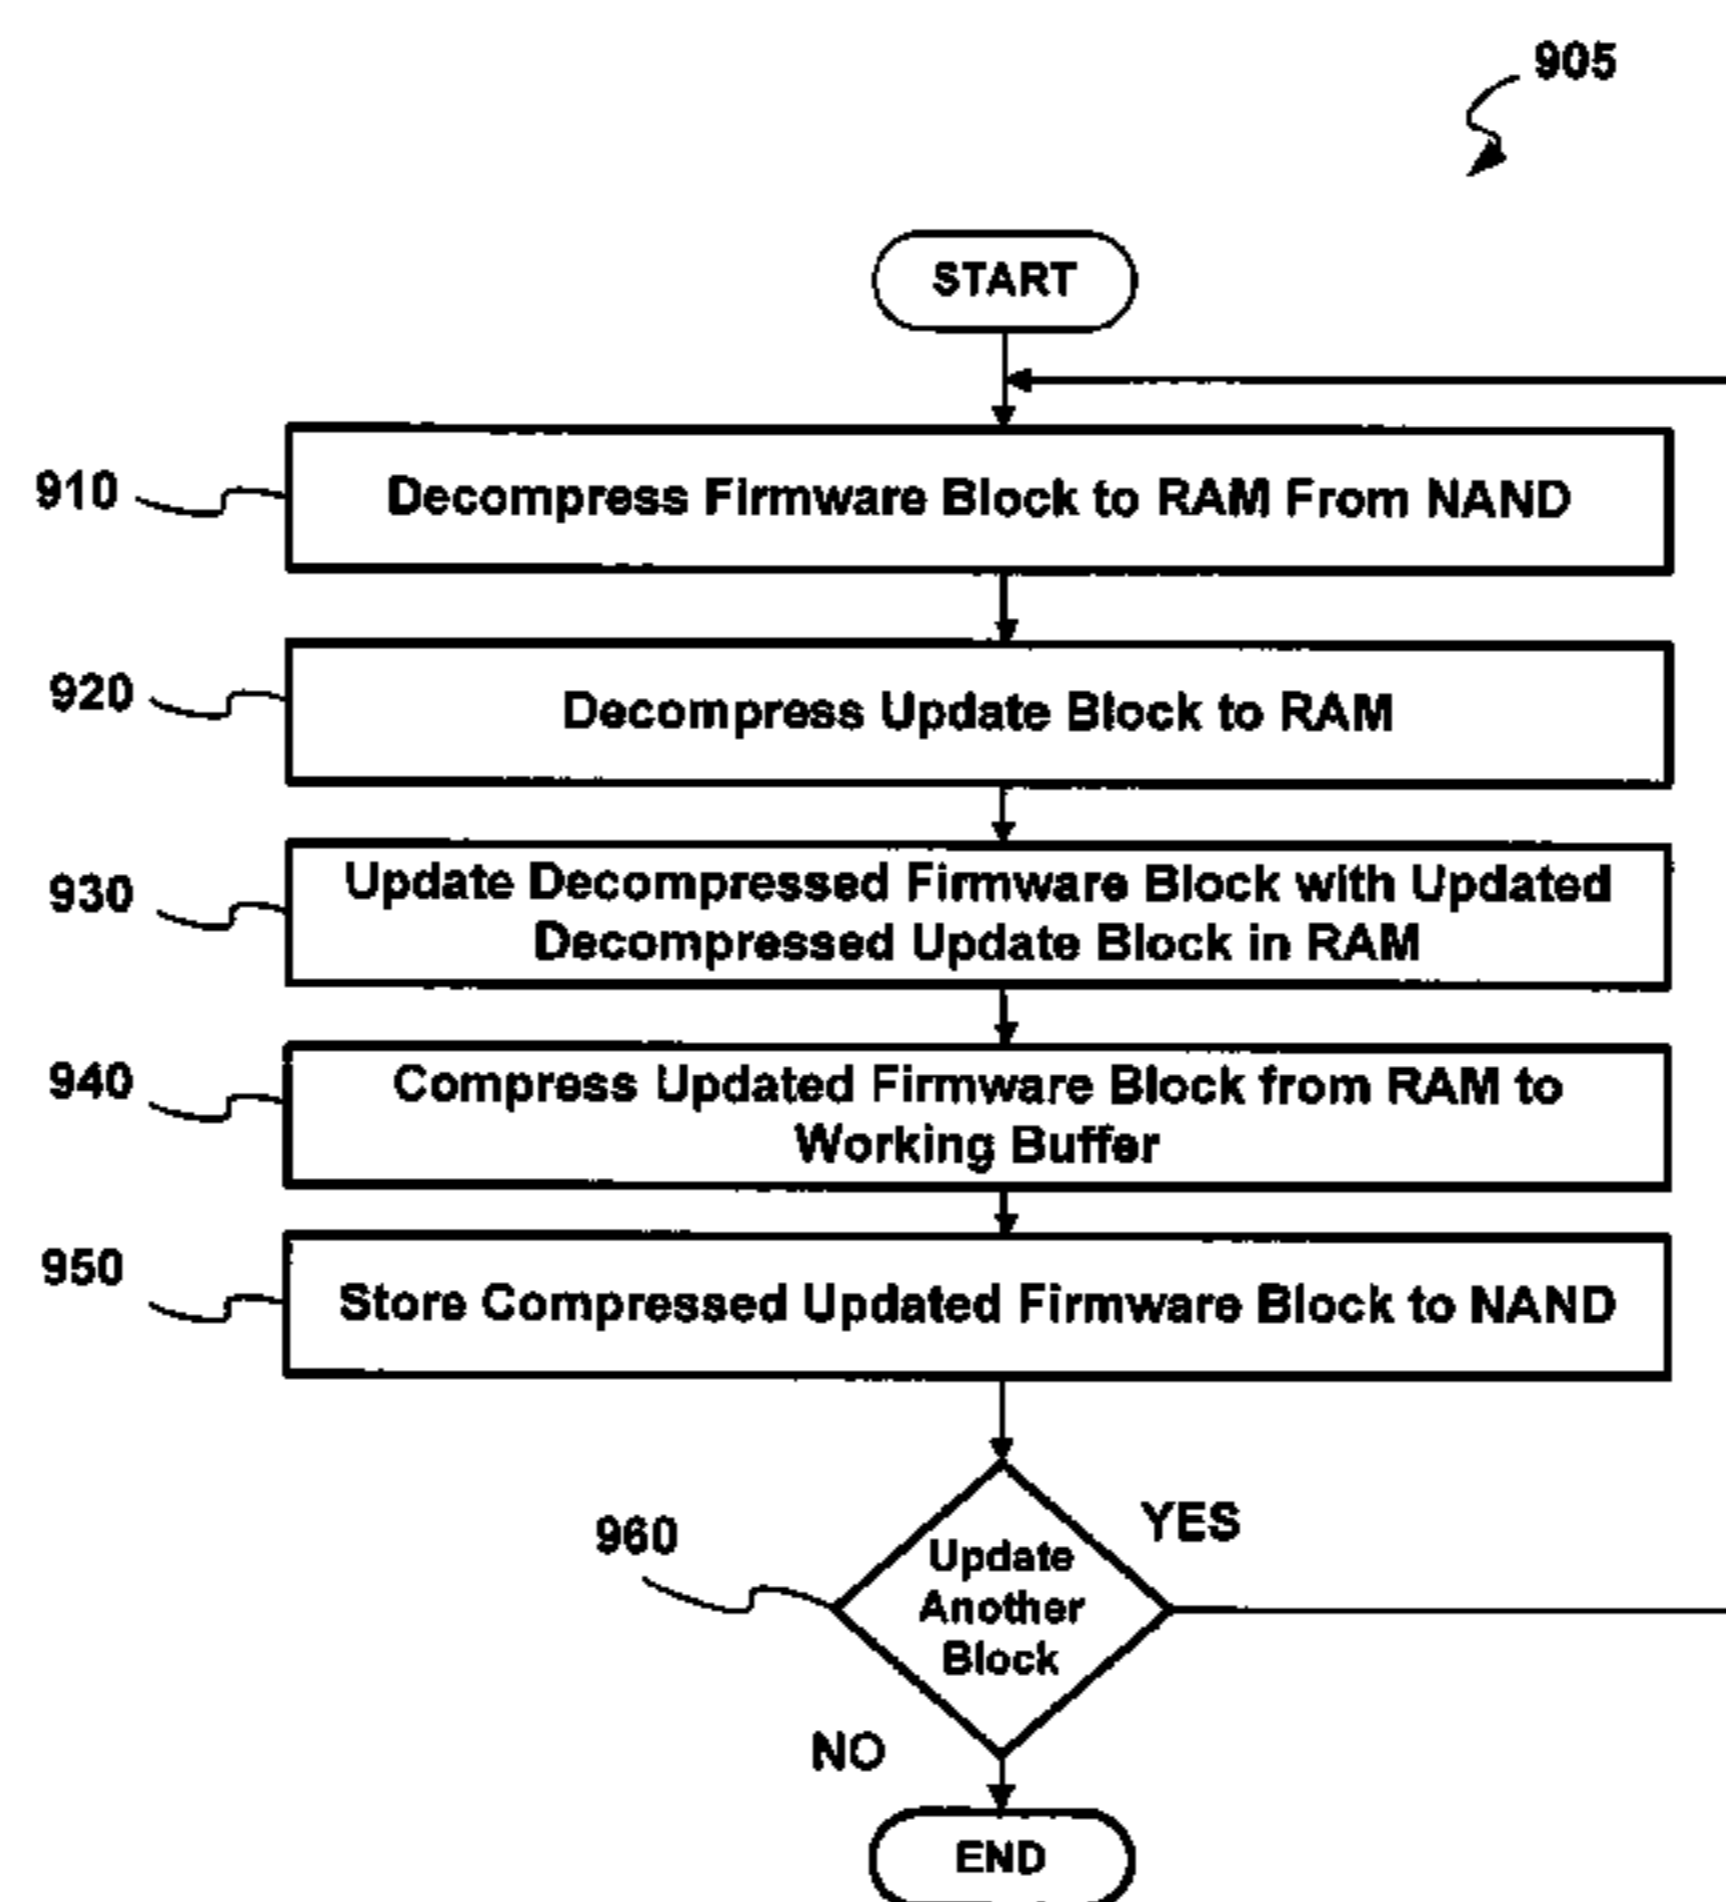 905
START
910
Decompress Firmware Block to RAM From NAND
920
Decompress Update Block to RAM
930
Update Decompressed Firmware Block with Updated
Decompressed Update Block in RAM
940
Compress Updated Firmware Block from RAM to
Working Buffer
950
Store Compressed Updated Firmware Block to NAND
960
YES
Update
Another
Block
NO
END